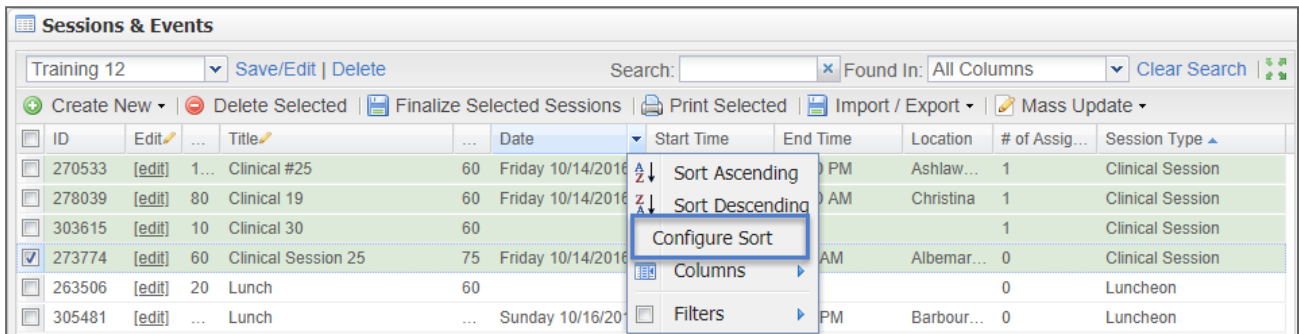 Sessions & Events
Training 12 Save/Edit | Delete Search: × Found In: All Columns Clear Search |
Create New | Delete Selected | Finalize Selected Sessions | Print Selected | Import / Export | Mass Update
ID Edit ... Title ... Date Start Time End Time Location # of Assig... Session Type
270533 [edit] 1... Clinical #25 60 Friday 10/14/2016 PM Ashlaw... 1 Clinical Session
Sort Ascending
278039 [edit] 80 Clinical 19 60 Friday 10/14/2016 AM Christina 1 Clinical Session
Sort Descending
303615 [edit] 10 Clinical 30 60 1 Clinical Session
Configure Sort
273774 [edit] 60 Clinical Session 25 75 Friday 10/14/2016 AM Albemar... 0 Clinical Session
Columns
263506 [edit] 20 Lunch 60 0 Luncheon
Filters
305481 [edit] ... Lunch ... Sunday 10/16/20 PM Barbour... 0 Luncheon